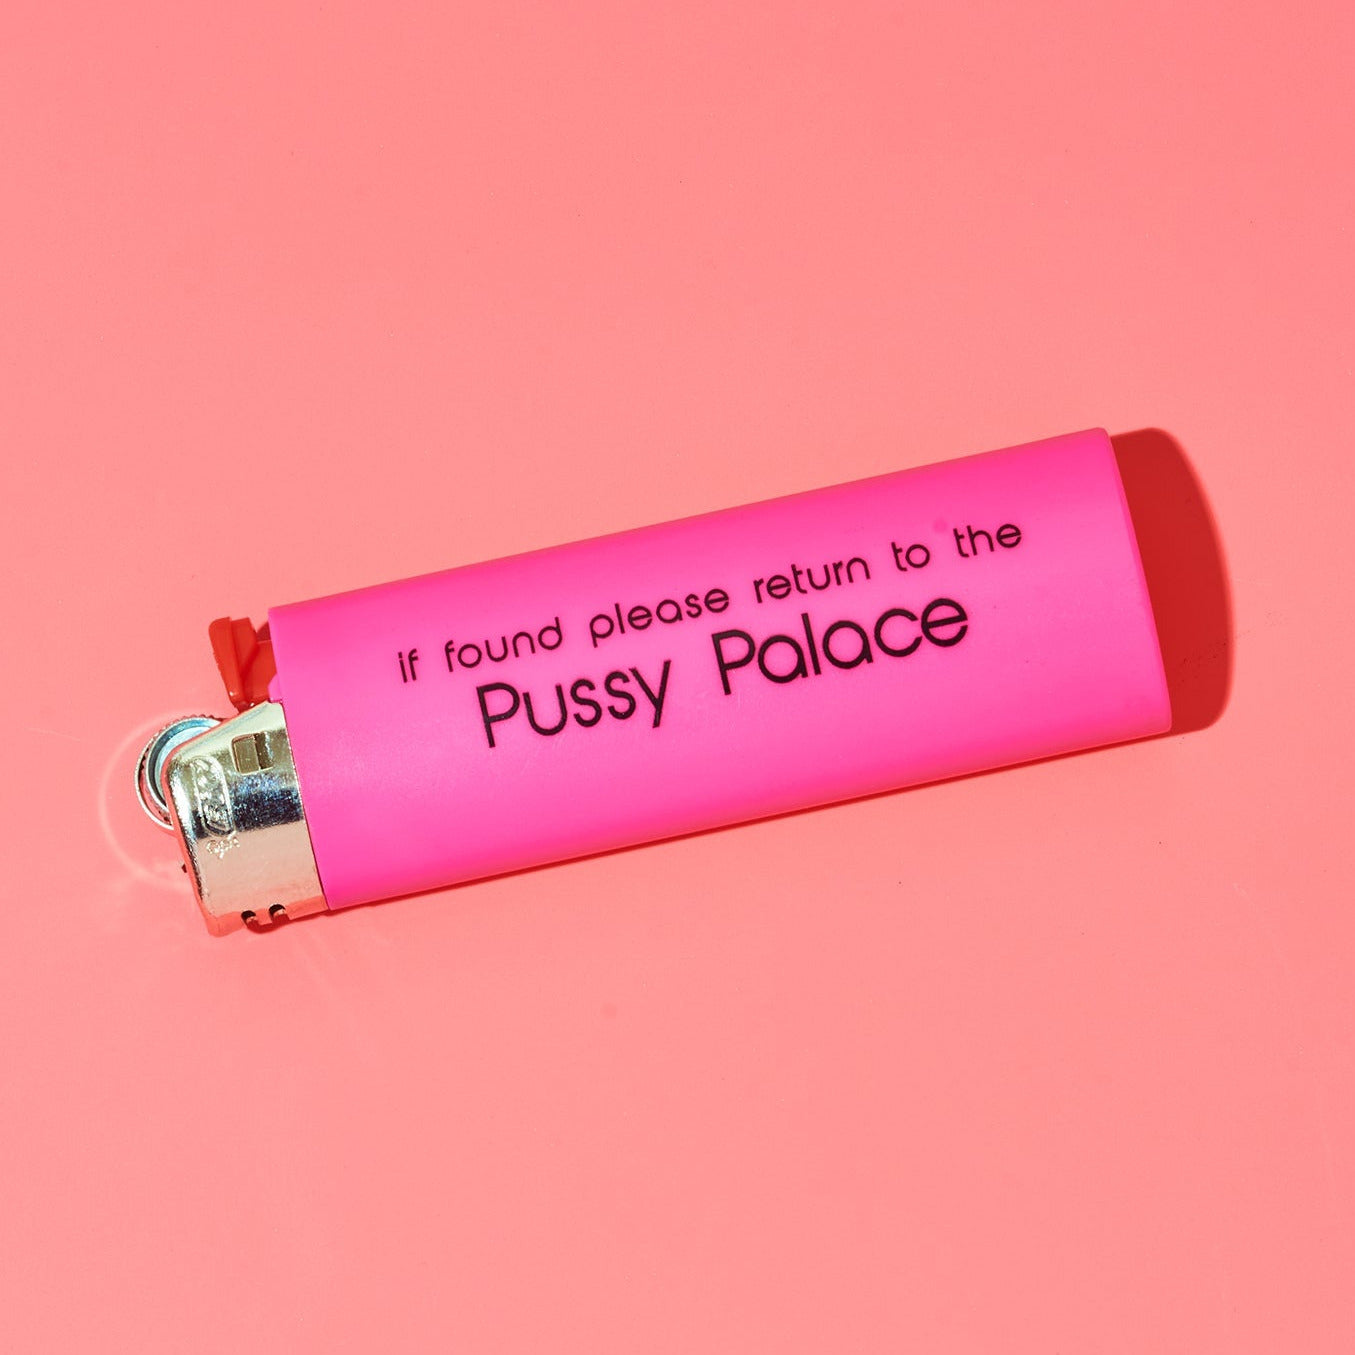 if found please return to the
Pussy Palace